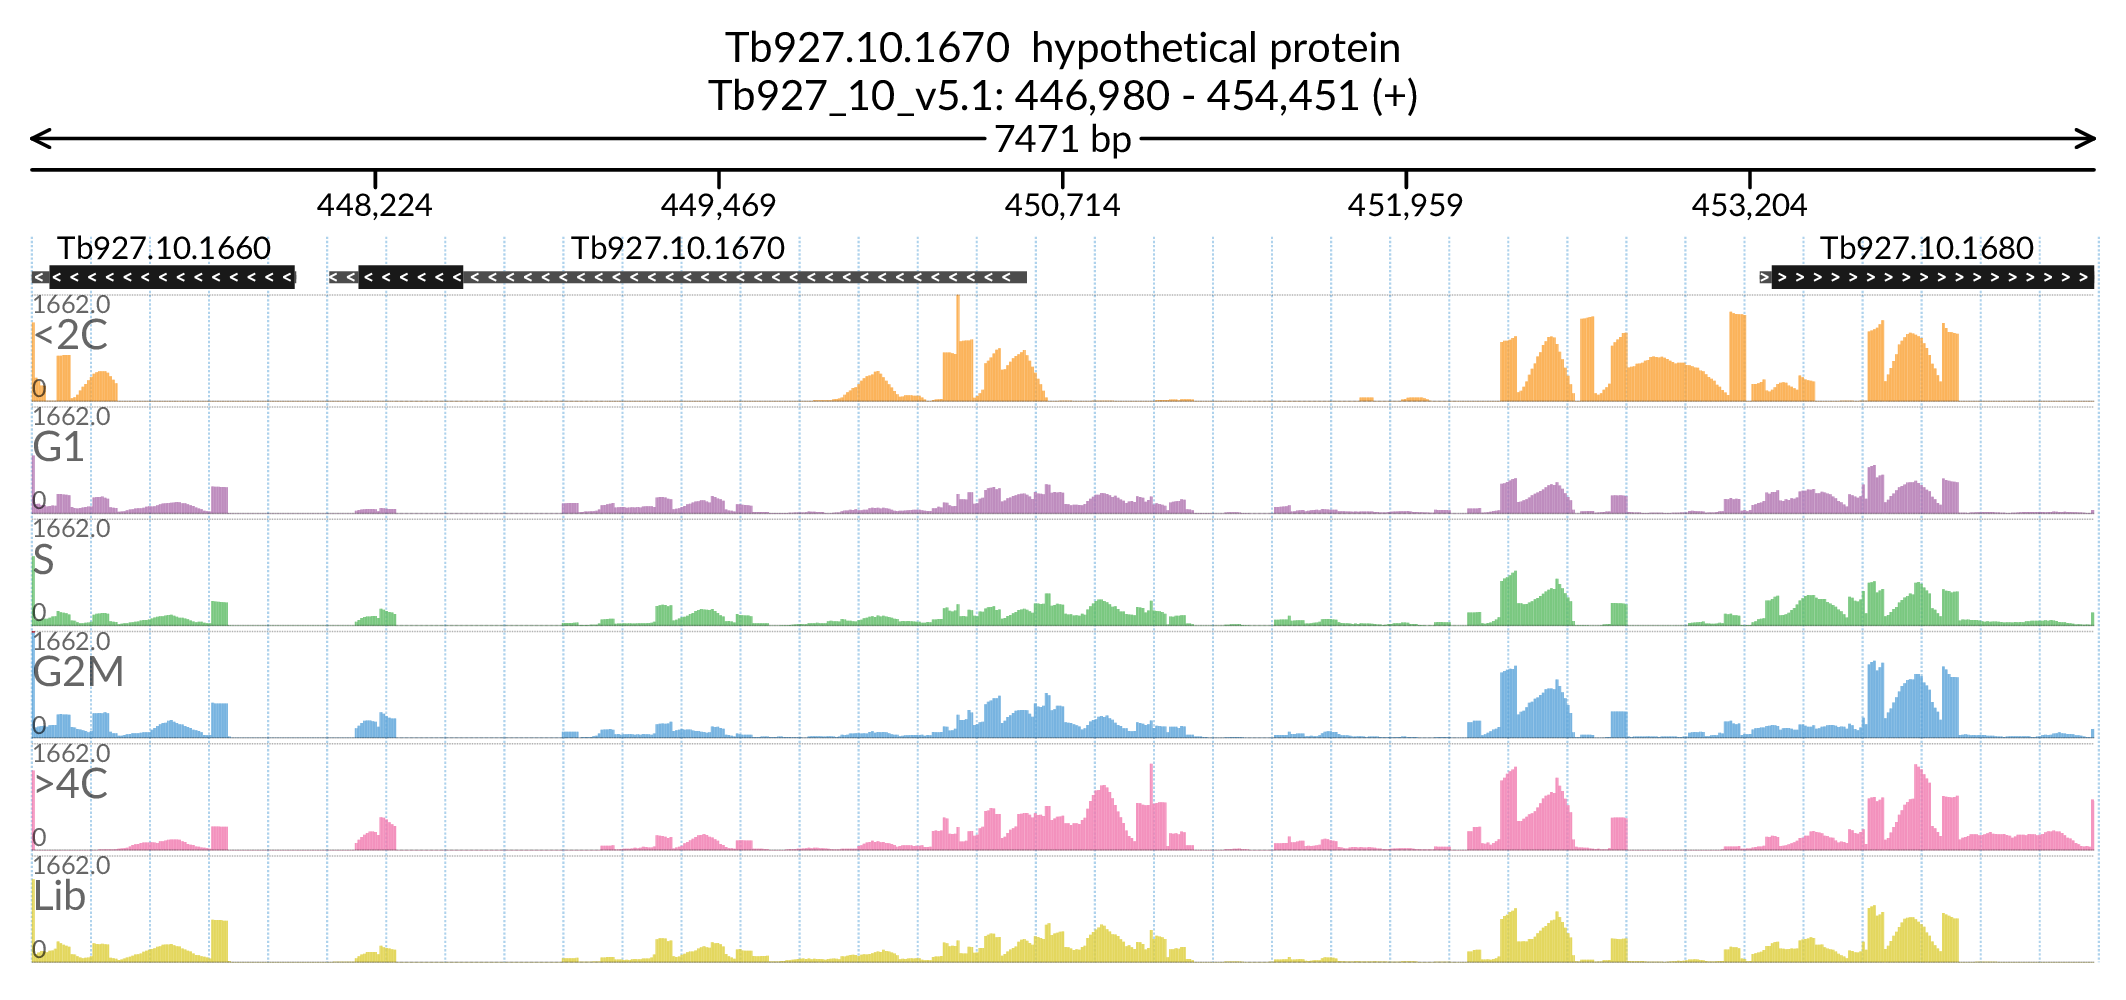 Tb927.10.1670  hypothetical protein
Tb927_10_v5.1: 446,980 - 454,451 (+)
7471 bp
448,224 449,469 450,714 451,959 453,204
Tb927.10.1660 Tb927.10.1670 Tb927.10.1680
1662.0
<2C
0
1662.0
G1
0
1662.0
S
0
1662.0
G2M
0
1662.0
>4C
0
1662.0
Lib
0